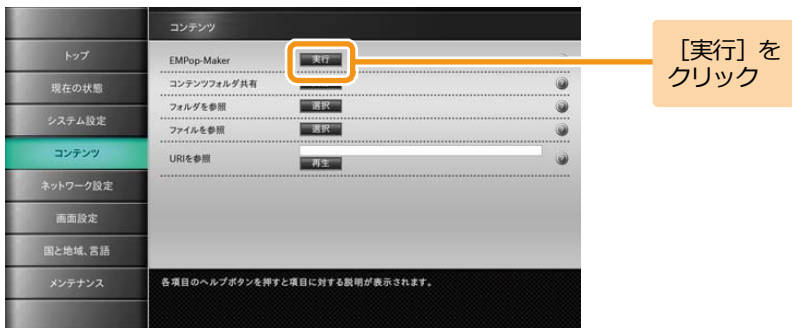 コンテンツ
トップ
現在の状態
システム設定
コンテンツ
ネットワーク設定
画面設定
国と地域、言語
メンテナンス
EMPop-Maker 実行
コンテンツフォルダ共有
フォルダを参照 選択
ファイルを参照 選択
URIを参照
再生
各項目のヘルプボタンを押すと項目に対する説明が表示されます。
［実行］を
クリック